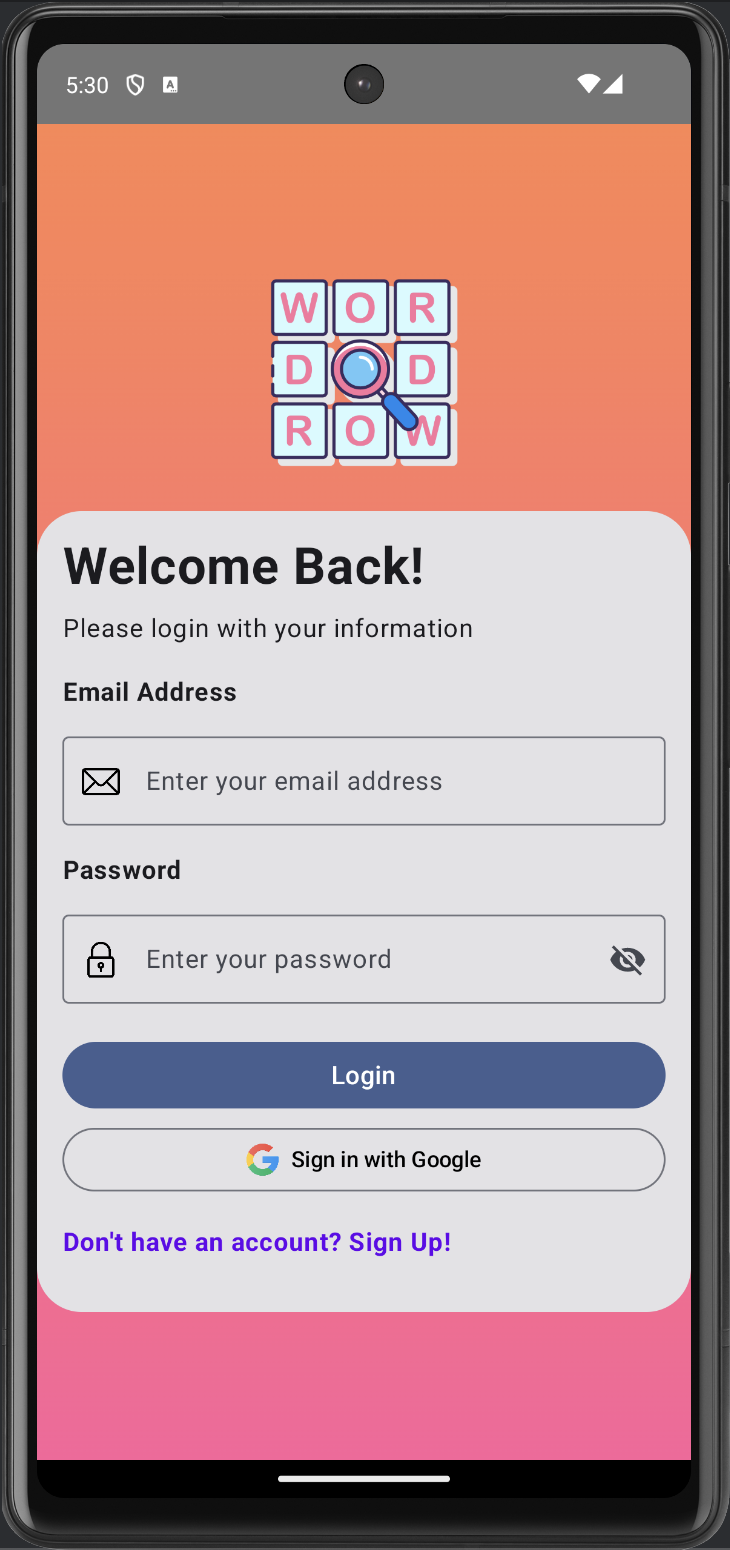 5:30
A
W O R
D D
R O W
Welcome Back!
Please login with your information
Email Address
Enter your email address
Password
Enter your password
Login
G Sign in with Google
Don't have an account? Sign Up!